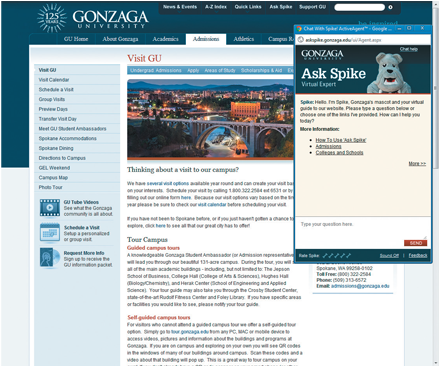 News & Events A-Z Index Quick Links Ask Spike Support GU
125
YEARS
GONZAGA
UNIVERSITY
GU Home About Gonzaga Academics Admissions Athletics Campus
Visit GU
Undergrad. Admissions Apply Areas of Study Scholarships & Aid
Visit GU
Visit Calendar
Schedule a Visit
Group Visits
Preview Days
Transfer Visit Day
Meet GU Student Ambassadors
Spokane Accommodations
Spokane Dining
Directions to Campus
GEL Weekend
Campus Map
Photo Tour
GU Tube Videos
See what the Gonzaga
community is all about.
Schedule a Visit
Setup a personalized
or group visit.
Request More Info
Sign up to receive the
GU information packet
Thinking about a visit to our campus?
We have several visit options available year round and can create your visit
on your interests. Schedule your visit by calling 1.800.322.2584 ext 6531 or by
filling out our online form here. Because our visit options vary based on the
year please be sure to check our visit calendar before scheduling your visit.
If you have not been to Spokane before, or if you just haven't gotten a chance to
explore, click here to see all that our great city has to offer!
Tour Campus
Guided campus tours
A knowledgeable Gonzaga Student Ambassador (or Admission representative
will lead you through our beautiful 131-acre campus. During the tour, you will
all of the main academic buildings - including, but not limited to: The Jepson
School of Business, College Hall (College of Arts & Sciences), Hughes Hall
(Biology/Chemistry), and Herak Center (School of Engineering and Applied
Science). Your tour guide may also take you through the Crosby Student Center,
state-of-the-art Rudolf Fitness Center and Foley Library. If you have specific areas
or facilities you would like to see, please notify your tour guide.
Self-guided campus tours
For visitors who cannot attend a guided campus tour we offer a self-guided tour
option. Simply go to tour.gonzaga.edu from any PC, MAC or mobile device to
access videos, pictures and information about the buildings and programs at
Gonzaga. If you are on campus and exploring on your own you will see QR codes
in the windows of many of our buildings around campus. Scan these codes and a
video about that building will pop up. This is a great way to tour campus on your
Chat With Spike! ActiveAgent™ - Google
askspike.gonzaga.edu/ui/Agent.aspx
GONZAGA
UNIVERSITY
Chat help
Ask Spike
Virtual Expert
Spike: Hello. I'm Spike, Gonzaga's mascot and your virtual
guide to our website. Please type a question below or
choose one of the links I've provided. How can I help you
today?
More Information:
How To Use 'Ask Spike'
Admissions
Colleges and Schools
More >>
Type your question.
SEND
Rate Spike: Sound Off | Feedback
Spokane, WA 99258-0102
Toll Free: (800) 322-2584
Phone: (509) 313-6572
Email: admissions@gonzaga.edu